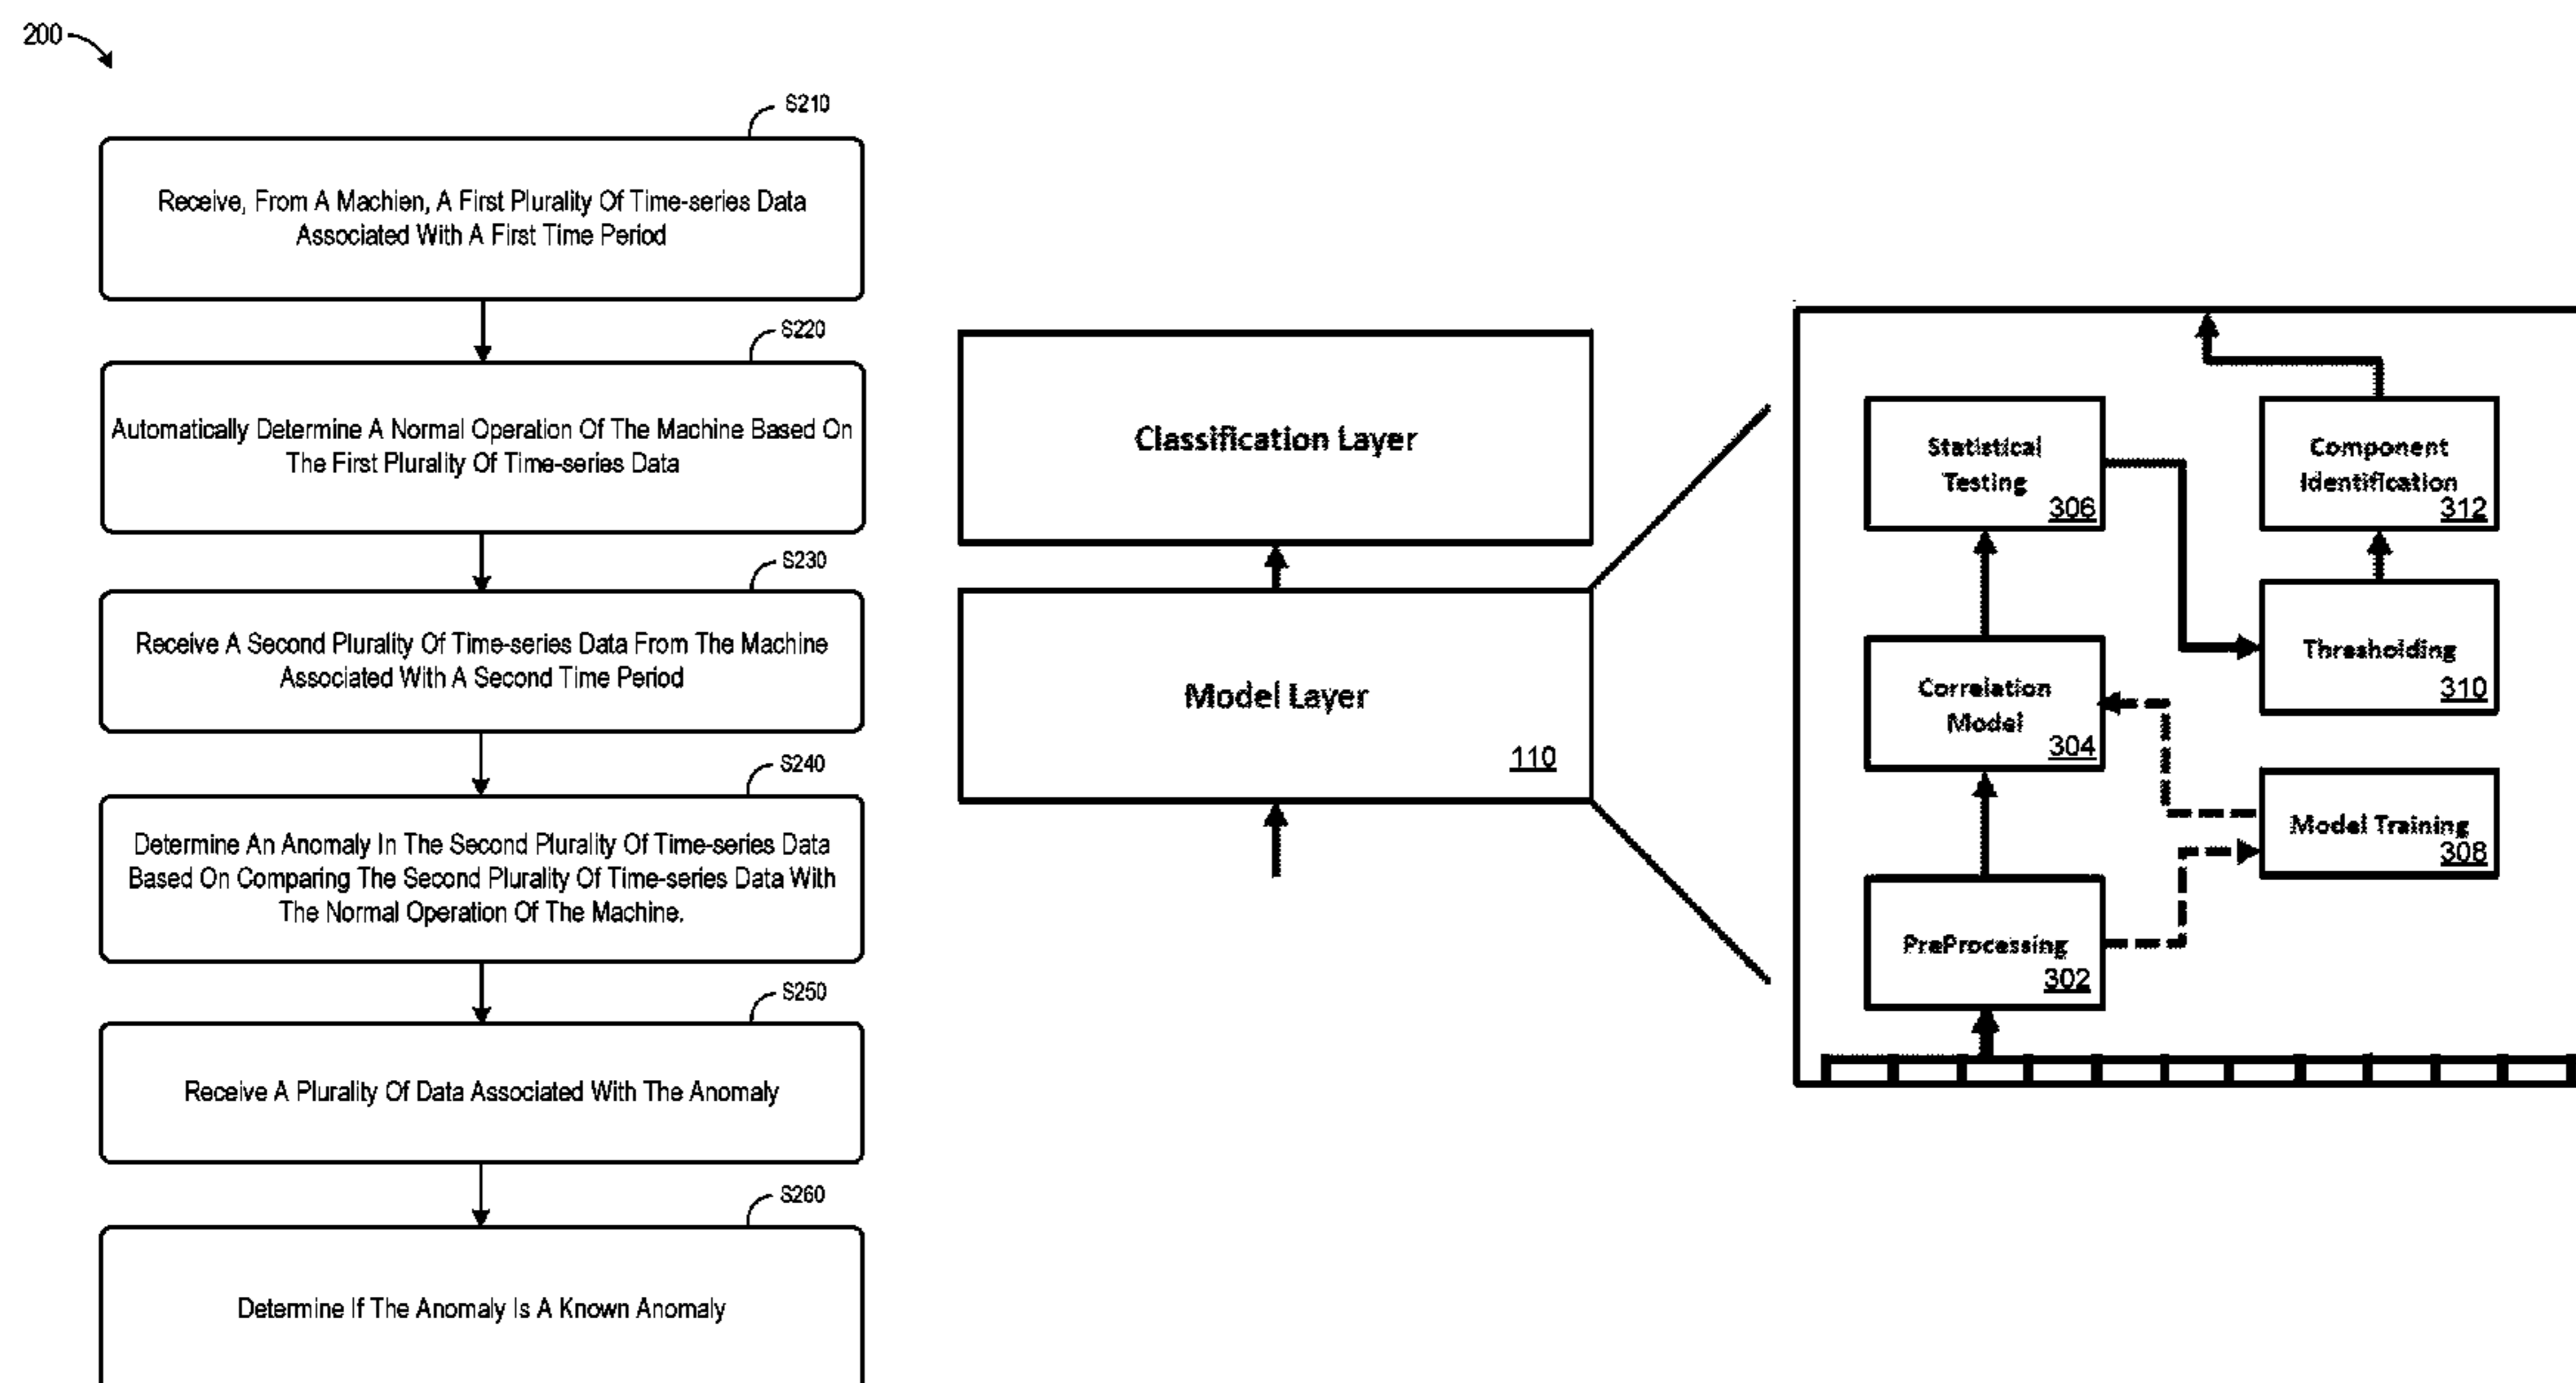 200
S210
Receive, From A Machien, A First Plurality Of Time-series Data
Associated With A First Time Period
S220
Automatically Determine A Normal Operation Of The Machine Based On
The First Plurality Of Time-series Data
S230
Receive A Second Plurality Of Time-series Data From The Machine
Associated With A Second Time Period
S240
Determine An Anomaly In The Second Plurality Of Time-series Data
Based On Comparing The Second Plurality Of Time-series Data With
The Normal Operation Of The Machine.
S250
Receive A Plurality Of Data Associated With The Anomaly
S260
Determine If The Anomaly Is A Known Anomaly
Classification Layer
Model Layer
110
Statistical
Testing
306
Component
Identification
312
Correlation
Model
304
Thresholding
310
Model Training
308
PreProcessing
302